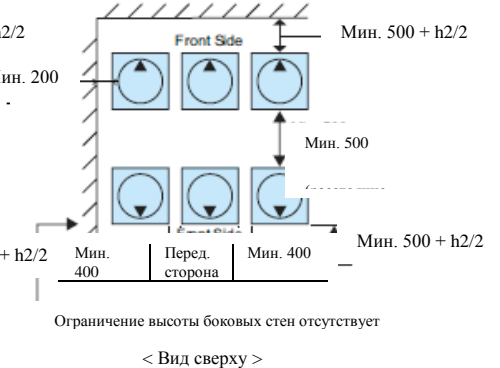 h2/2
Front Side
Мин. 500 + h2/2
Мин. 200
Мин. 500
+ h2/2
Мин.
400
Перед.
сторона
Мин. 400
Мин. 500 + h2/2
Ограничение высоты боковых стен отсутствует
< Вид сверху >